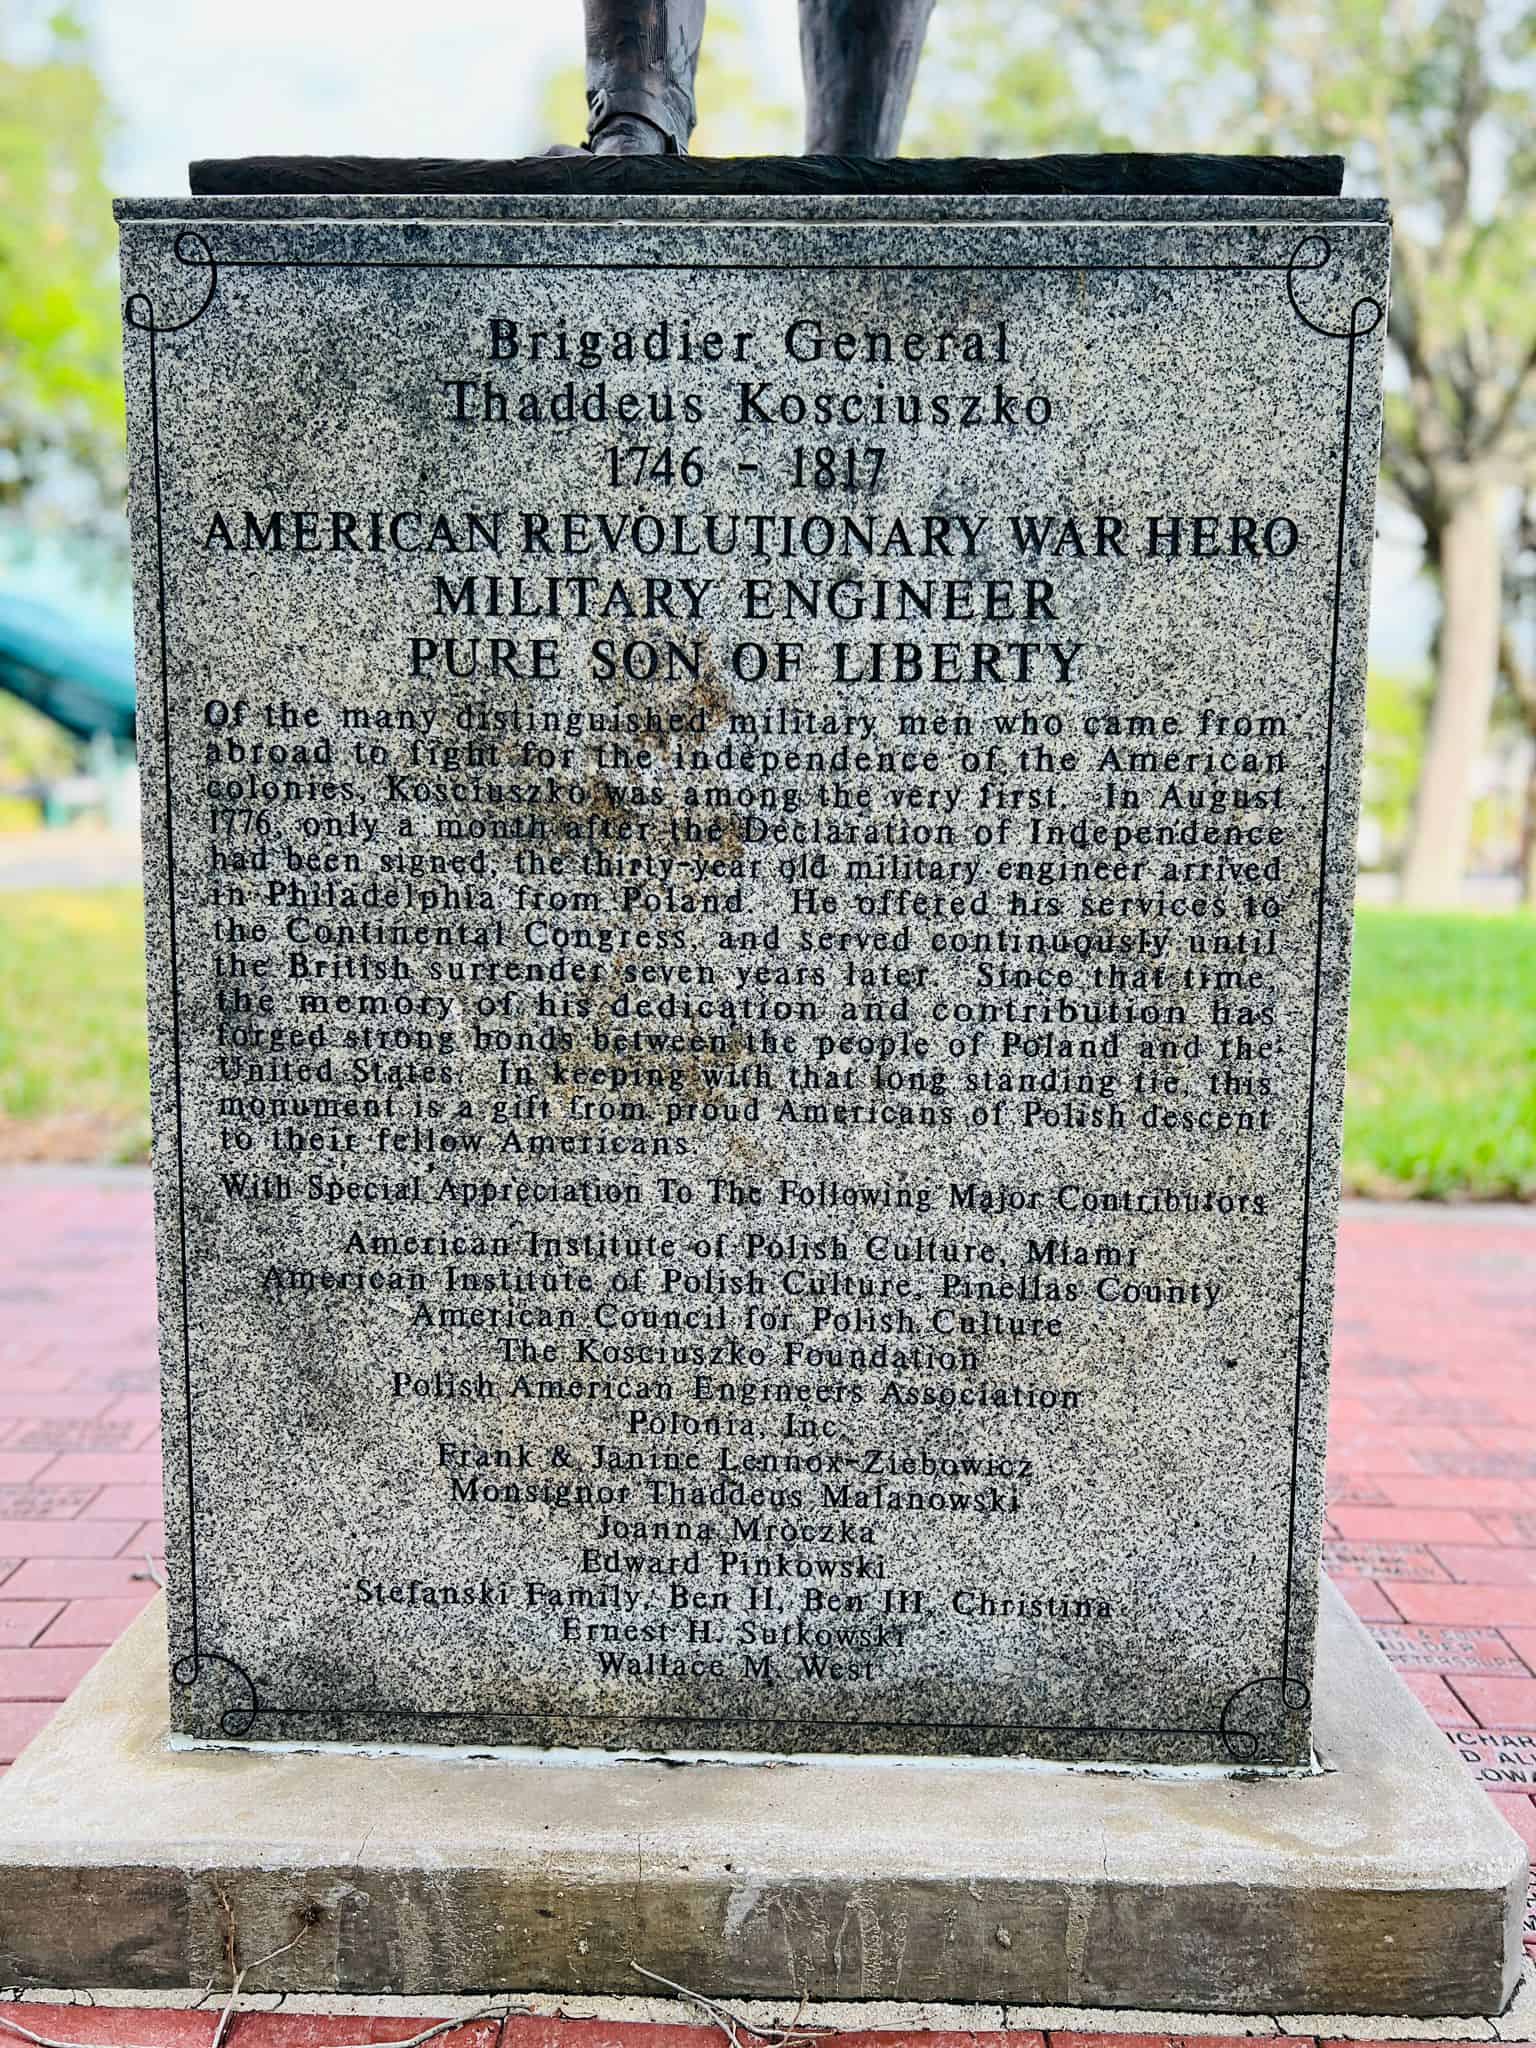 Brigadier General
Thaddeus Kosciuszko
1746 - 1817
AMERICAN REVOLUTIONARY WAR HERO
MILITARY ENGINEER
PURE SON OF LIBERTY
Of the many distinguished military men who came from
abroad to fight for the independence of the American
colonies, Kosciuszko was among the very first. In August
1776, only a month after the Declaration of Independence
had been signed, the thirty-year old military engineer arrived
in Philadelphia from Poland. He offered his services to
the Continental Congress, and served continuously until
the British surrender seven years later. Since that time,
the memory of his dedication and contribution has
forged strong bonds between the people of Poland and the
United States. In keeping with that long standing tie, this
monument is a gift from proud Americans of Polish descent
to their fellow Americans.
With Special Appreciation To The Following Major Contributors
American Institute of Polish Culture, Miami
American Institute of Polish Culture, Pinellas County
American Council for Polish Culture
The Kosciuszko Foundation
Polish American Engineers Association
Polonia, Inc.
Frank & Janine Lennox-Ziebowicz
Monsignor Thaddeus Malanowski
Joanna Mroczka
Edward Pinkowski
Stefanski Family, Ben II, Ben III, Christina
Ernest H. Sutkowski
Wallace M. West